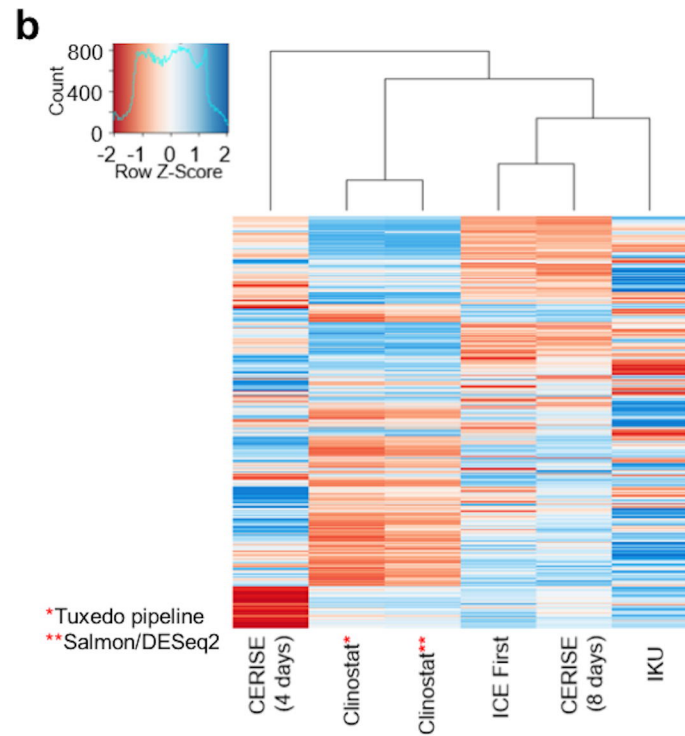 b
800
400
0
Count
-2 -1 0 1 2
Row Z-Score
*Tuxedo pipeline
**Salmon/DESeq2
CERISE
(4 days)
Clinostat*
Clinostat**
ICE First
CERISE
(8 days)
IKU